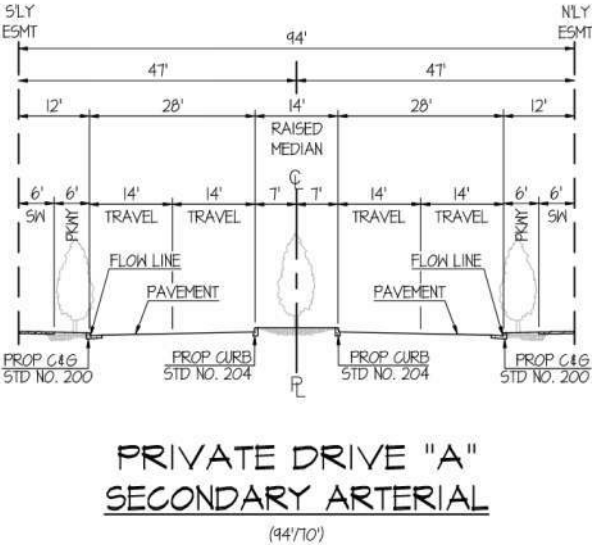 S'LY
ESMT
N'LY
ESMT
94'
47'
47'
12'
28'
14'
28'
12'
RAISED
MEDIAN
6'
6'
14'
14'
7'
7'
14'
14'
6'
6'
SW
PKWY
TRAVEL
TRAVEL
CL
TRAVEL
TRAVEL
PKWY
SW
FLOW LINE
FLOW LINE
PAVEMENT
PAVEMENT
PROP C&G
STD NO. 200
PROP CURB
STD NO. 204
PROP CURB
STD NO. 204
PROP C&G
STD NO. 200
PL
PRIVATE DRIVE "A"
SECONDARY ARTERIAL
(94'/70')